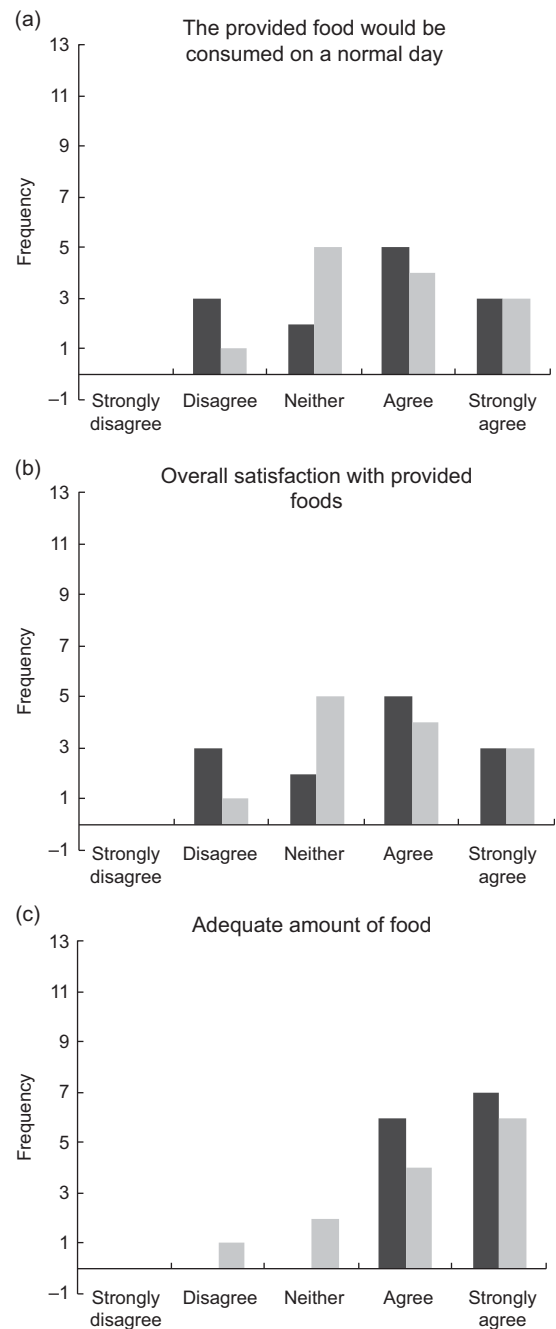 (a)
The provided food would be
consumed on a normal day
13
11
9
7
5
3
1
–1
Frequency
Strongly disagree
Disagree
Neither
Agree
Strongly agree
(b)
Overall satisfaction with provided
foods
13
11
9
7
5
3
1
–1
Frequency
Strongly disagree
Disagree
Neither
Agree
Strongly agree
(c)
Adequate amount of food
13
11
9
7
5
3
1
–1
Frequency
Strongly disagree
Disagree
Neither
Agree
Strongly agree